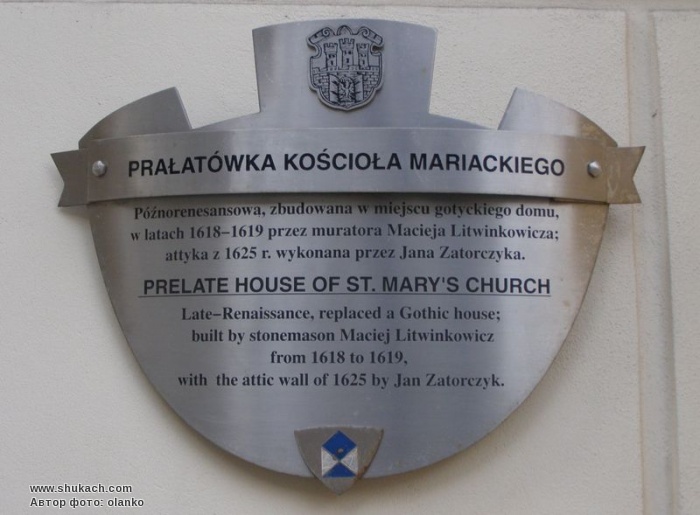 PRAŁATÓWKA KOŚCIOŁA MARIACKIEGO
Późnorenesansowa, zbudowana w miejscu gotyckiego domu,
w latach 1618–1619 przez muratora Macieja Litwinkowicza;
attyka z 1625 r. wykonana przez Jana Zatorczyka.
PRELATE HOUSE OF ST. MARY'S CHURCH
Late–Renaissance, replaced a Gothic house;
built by stonemason Maciej Litwinkowicz
from 1618 to 1619,
with the attic wall of 1625 by Jan Zatorczyk.
www.shukach.com
Автор фото: olanko